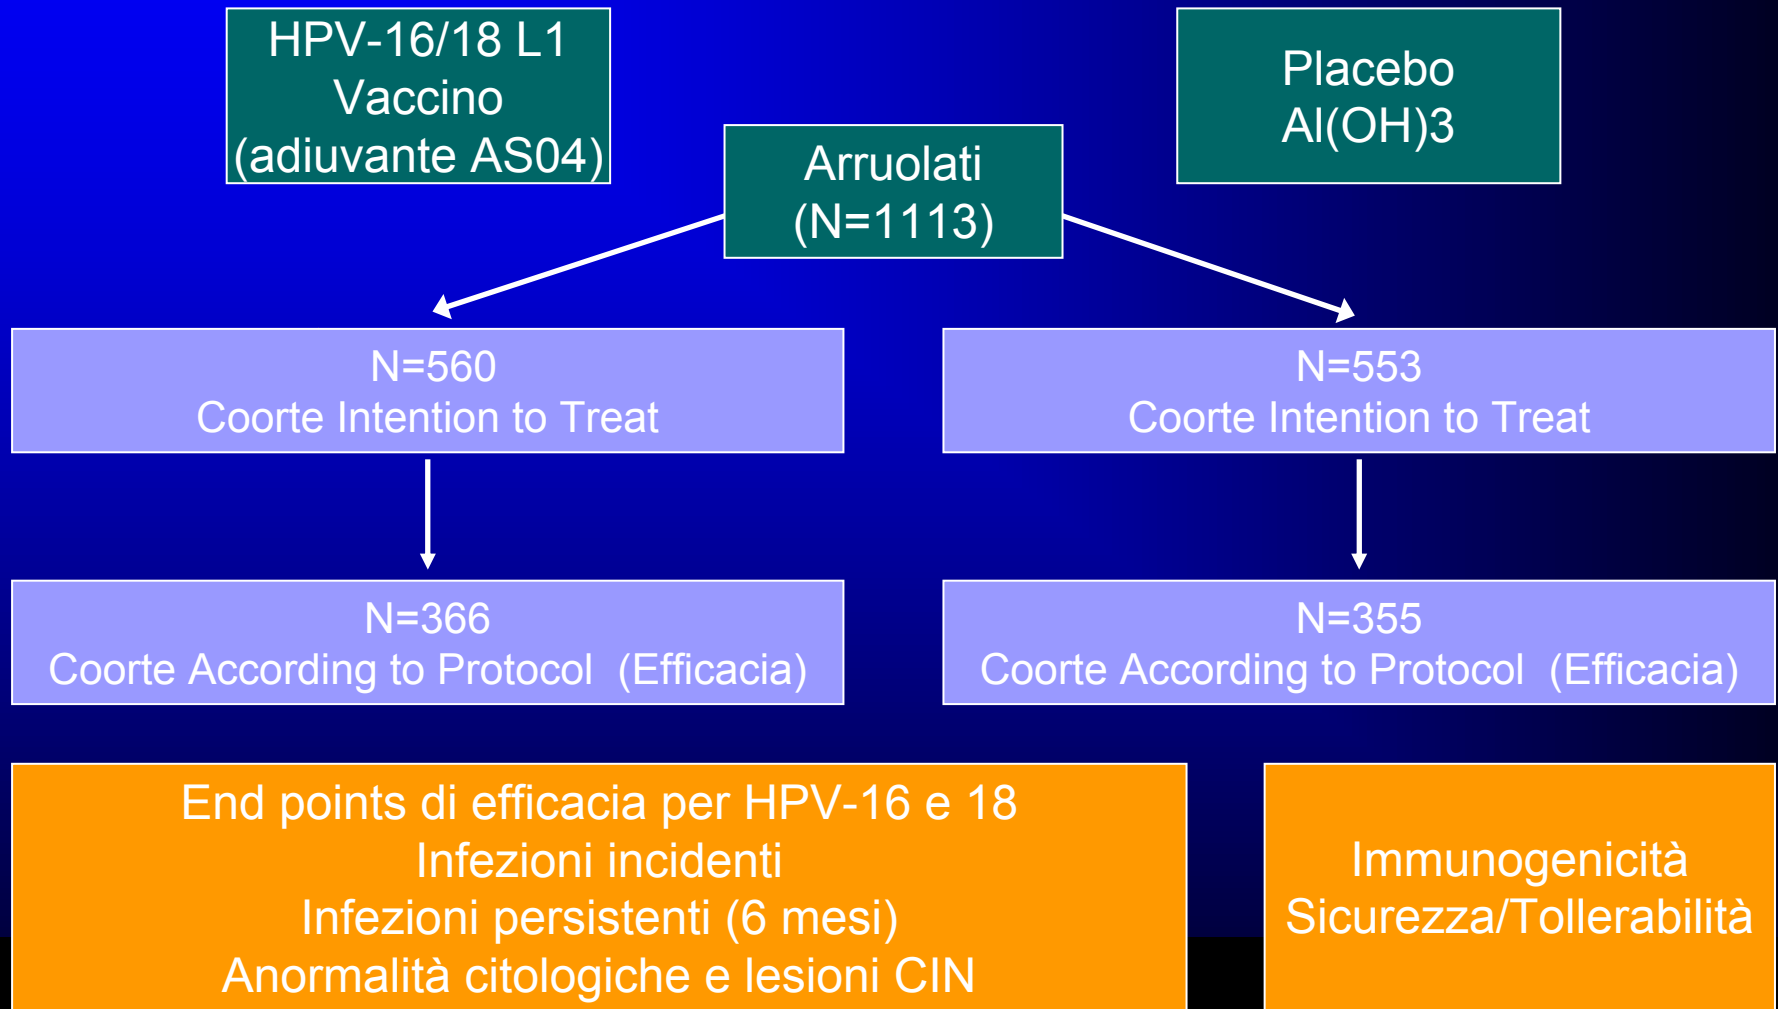 HPV-16/18 L1
Vaccino
(adiuvante AS04)
Placebo
Al(OH)3
Arruolati
(N=1113)
N=560
Coorte Intention to Treat
N=553
Coorte Intention to Treat
N=366
Coorte According to Protocol (Efficacia)
N=355
Coorte According to Protocol (Efficacia)
End points di efficacia per HPV-16 e 18
Infezioni incidenti
Infezioni persistenti (6 mesi)
Anormalità citologiche e lesioni CIN
Immunogenicità
Sicurezza/Tollerabilità